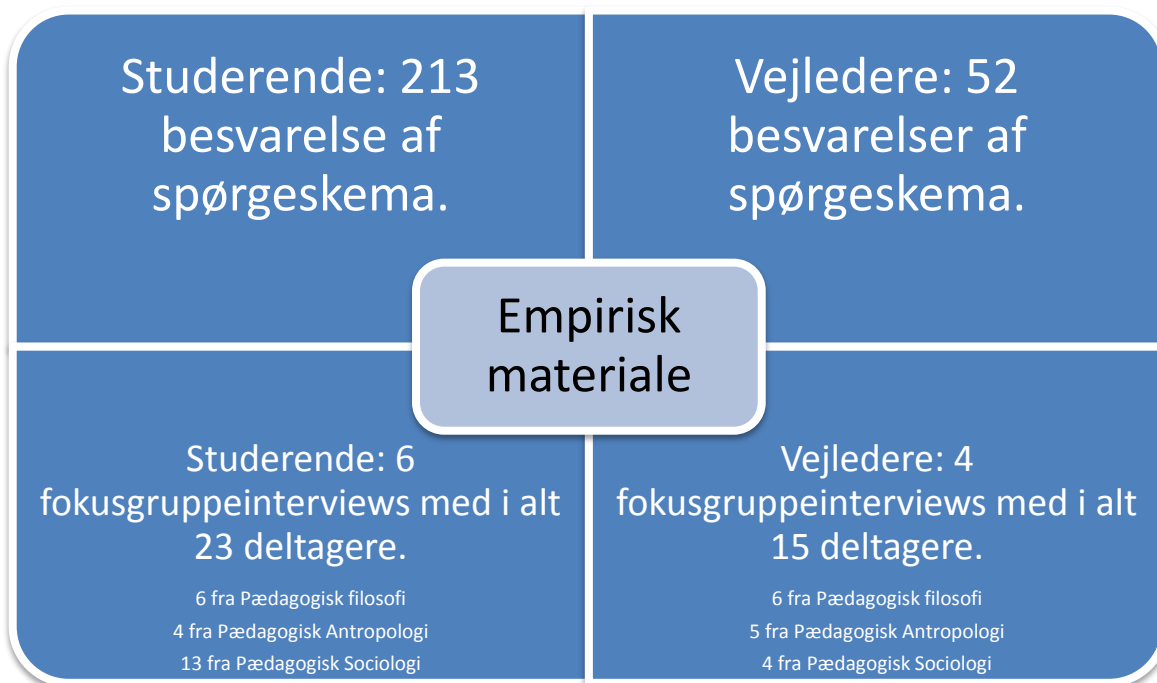 Studerende: 213
besvarelse af
spørgeskema.
Vejledere: 52
besvarelser af
spørgeskema.
Empirisk
materiale
Studerende: 6
fokusgruppeinterviews med i alt
23 deltagere.
6 fra Pædagogisk filosofi
4 fra Pædagogisk Antropologi
13 fra Pædagogisk Sociologi
Vejledere: 4
fokusgruppeinterviews med i alt
15 deltagere.
6 fra Pædagogisk filosofi
5 fra Pædagogisk Antropologi
4 fra Pædagogisk Sociologi